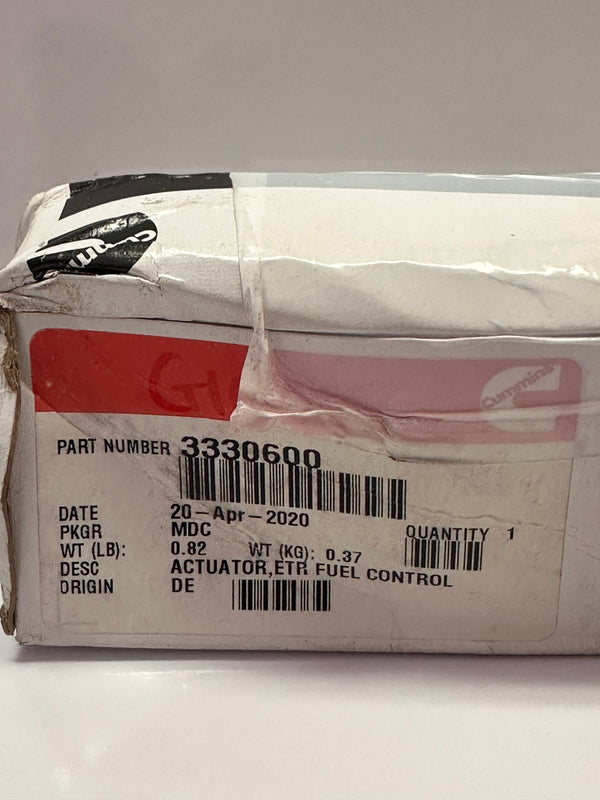 Cummins
Cummins
PART NUMBER 3330600
DATE 20-Apr-2020
PKGR MDC QUANTITY 1
WT (LB): 0.82 WT (KG): 0.37
DESC ACTUATOR,ETR FUEL CONTROL
ORIGIN DE